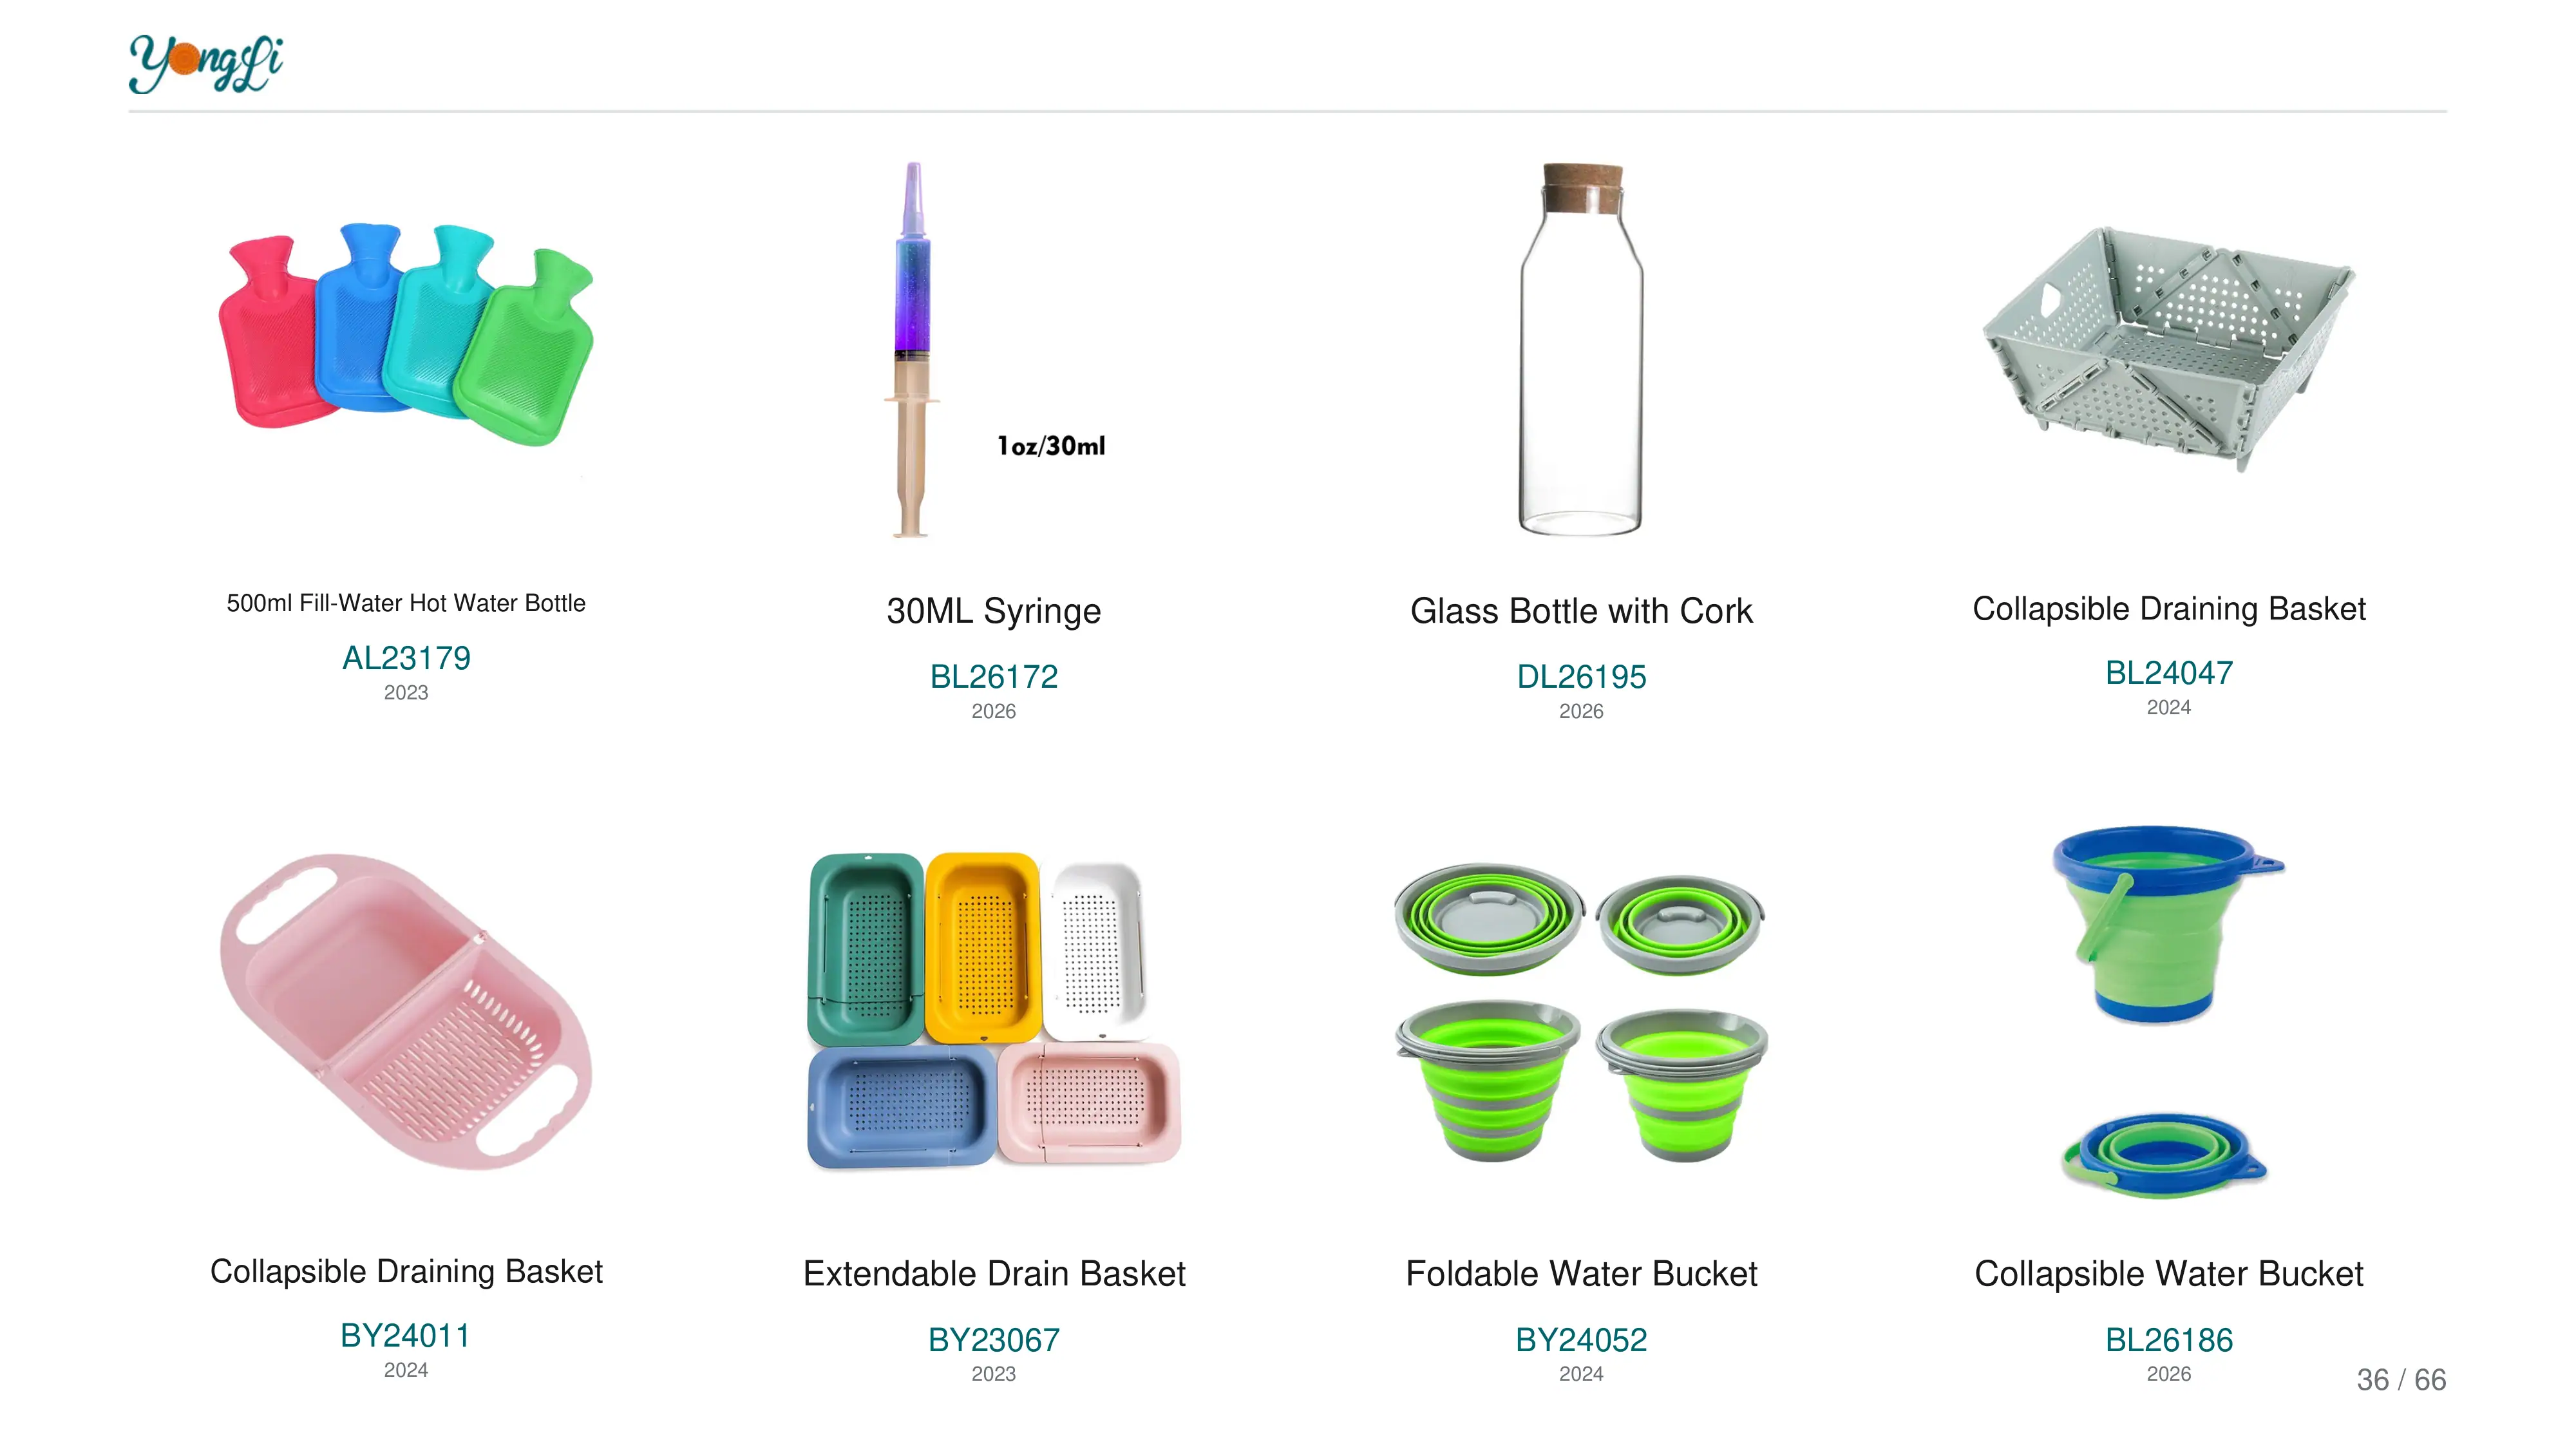 YongLi
1oz/30ml
500ml Fill-Water Hot Water Bottle
AL23179
2023
30ML Syringe
BL26172
2026
Glass Bottle with Cork
DL26195
2026
Collapsible Draining Basket
BL24047
2024
Collapsible Draining Basket
BY24011
2024
Extendable Drain Basket
BY23067
2023
Foldable Water Bucket
BY24052
2024
Collapsible Water Bucket
BL26186
2026
36 / 66